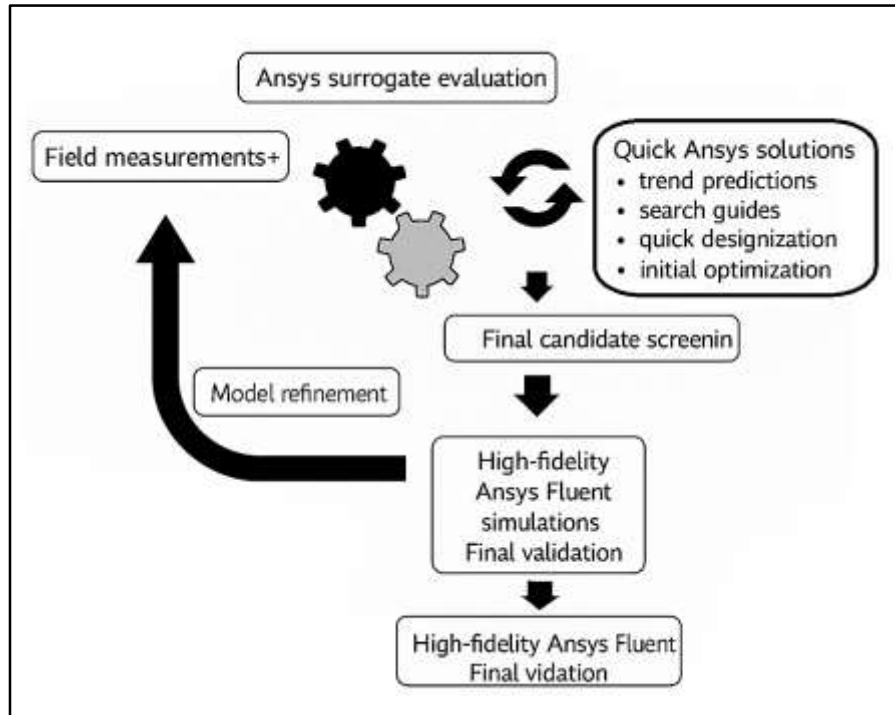 Ansys surrogate evaluation
Field measurements+
Quick Ansys solutions
• trend predictions
• search guides
• quick designization
• initial optimization
Final candidate screenin
Model refinement
High-fidelity
Ansys Fluent
simulations
Final validation
High-fidelity Ansys Fluent
Final vidation